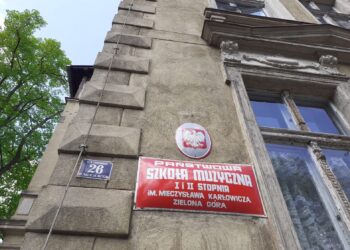 26
PAŃSTWOWA
SZKOŁA MUZYCZNA
I i II STOPNIA
IM. MIECZYSŁAWA KARŁOWICZA
ZIELONA GÓRA